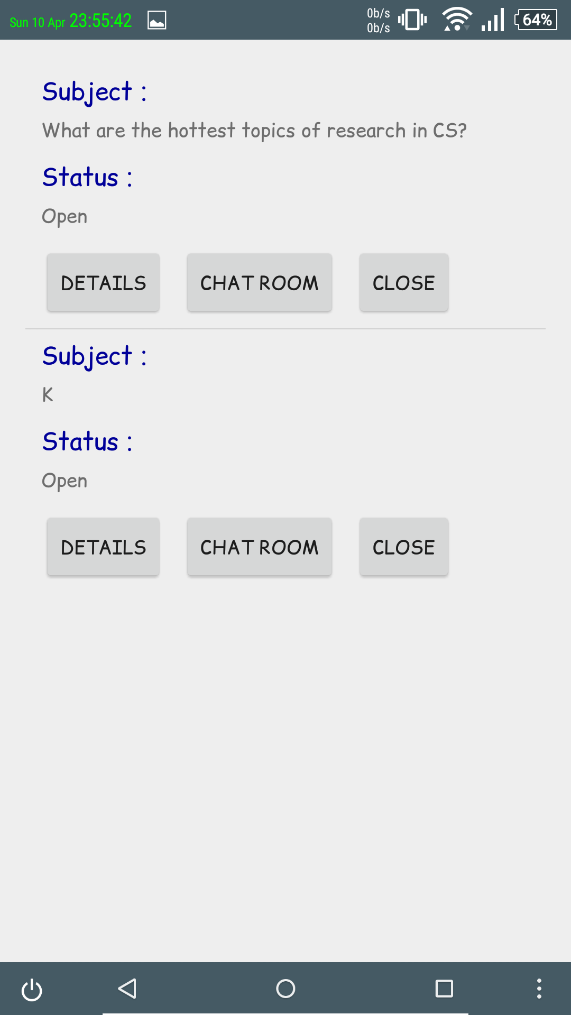 Sun 10 Apr 23:55:42 0b/s 64%
0b/s
Subject :
What are the hottest topics of research in CS?
Status :
Open
DETAILS CHAT ROOM CLOSE
Subject :
K
Status :
Open
DETAILS CHAT ROOM CLOSE